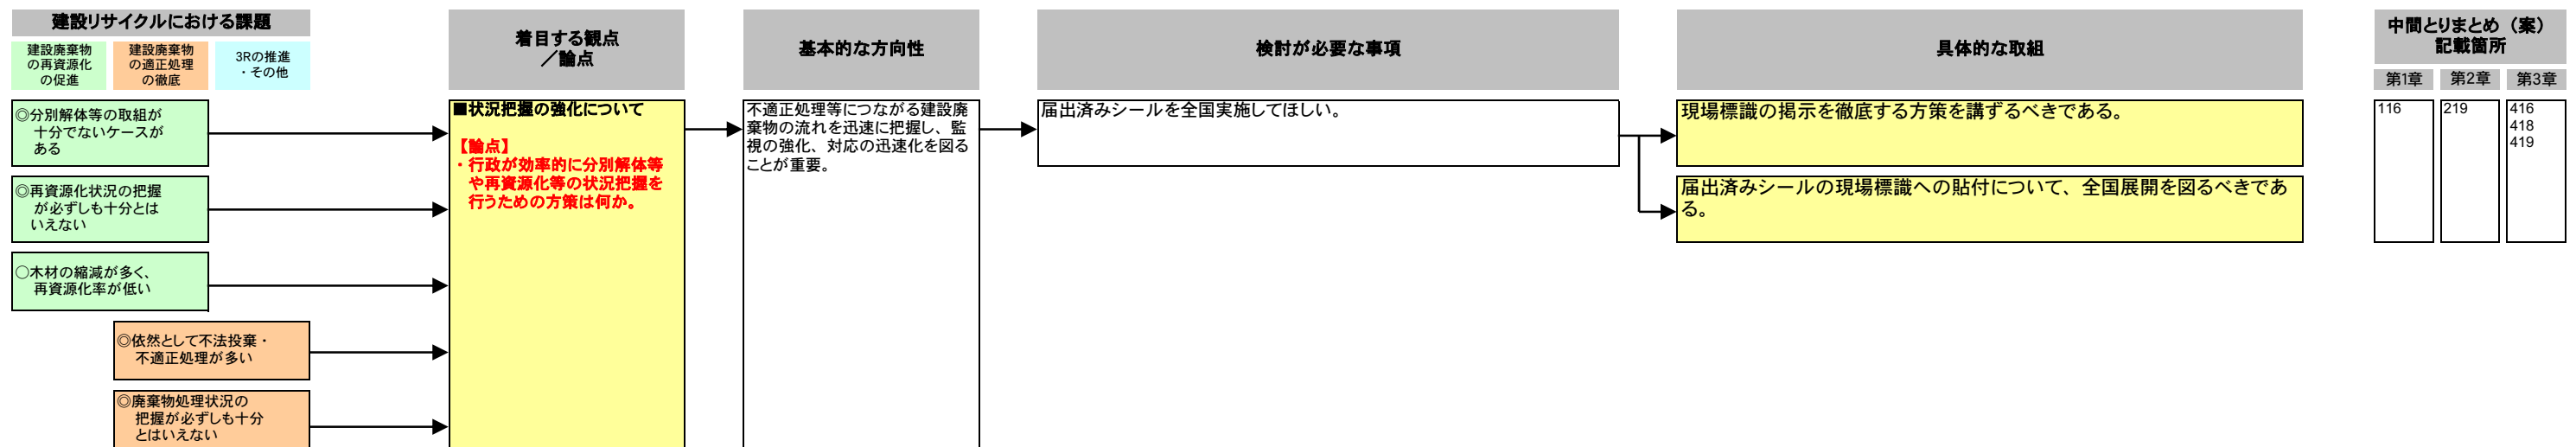 建設リサイクルにおける課題
建設廃棄物
の再資源化
の促進
建設廃棄物
の適正処理
の徹底
3Rの推進
・その他
着目する観点
／論点
基本的な方向性
検討が必要な事項
具体的な取組
中間とりまとめ（案）
記載箇所
第1章
第2章
第3章
◎分別解体等の取組が
十分でないケースが
ある
◎再資源化状況の把握
が必ずしも十分とは
いえない
○木材の縮減が多く、
再資源化率が低い
◎依然として不法投棄・
不適正処理が多い
◎廃棄物処理状況の
把握が必ずしも十分
とはいえない
■状況把握の強化について
【論点】
・行政が効率的に分別解体等
や再資源化等の状況把握を
行うための方策は何か。
不適正処理等につながる建設廃
棄物の流れを迅速に把握し、監
視の強化、対応の迅速化を図る
ことが重要。
届出済みシールを全国実施してほしい。
現場標識の掲示を徹底する方策を講ずるべきである。
届出済みシールの現場標識への貼付について、全国展開を図るべきであ
る。
116
219
416
418
419